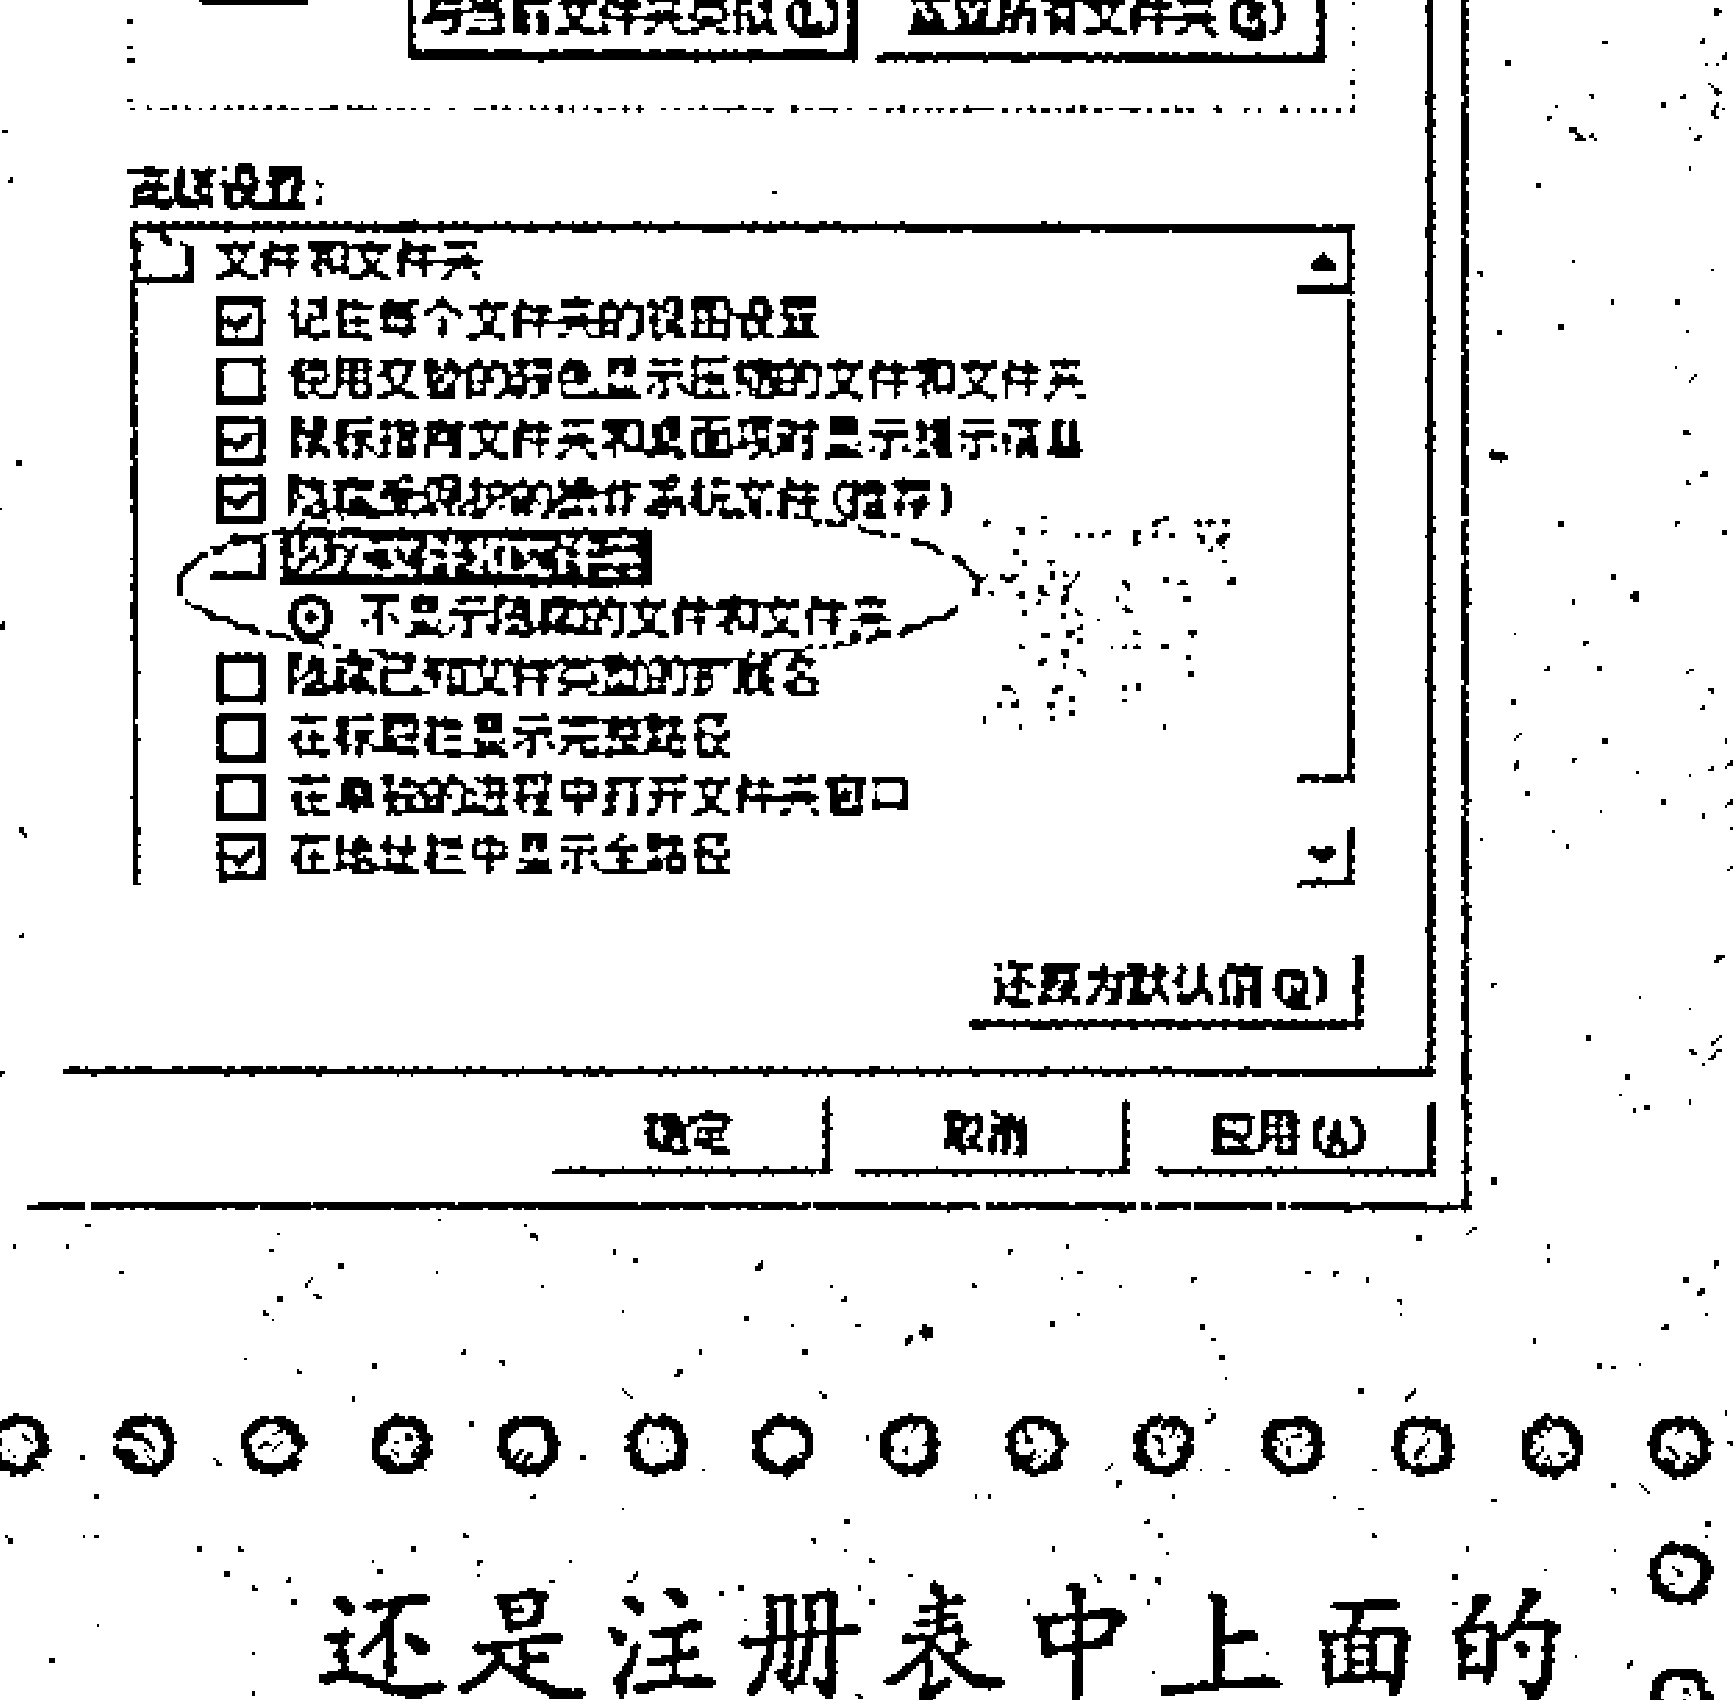 与当前文件夹类似(L) 重置所有文件夹(R)
高级设置:
文件和文件夹
记住每个文件夹的视图设置
使用交替的颜色显示压缩的文件和文件夹
鼠标指向文件夹和桌面项时显示提示信息
隐藏受保护的操作系统文件(推荐)
隐藏文件和文件夹
不显示隐藏的文件和文件夹
隐藏已知文件类型的扩展名
在标题栏显示完整路径
在单独的进程中打开文件夹窗口
在地址栏中显示全路径
还原为默认值(D)
确定 取消 应用(A)
还是注册表中上面的